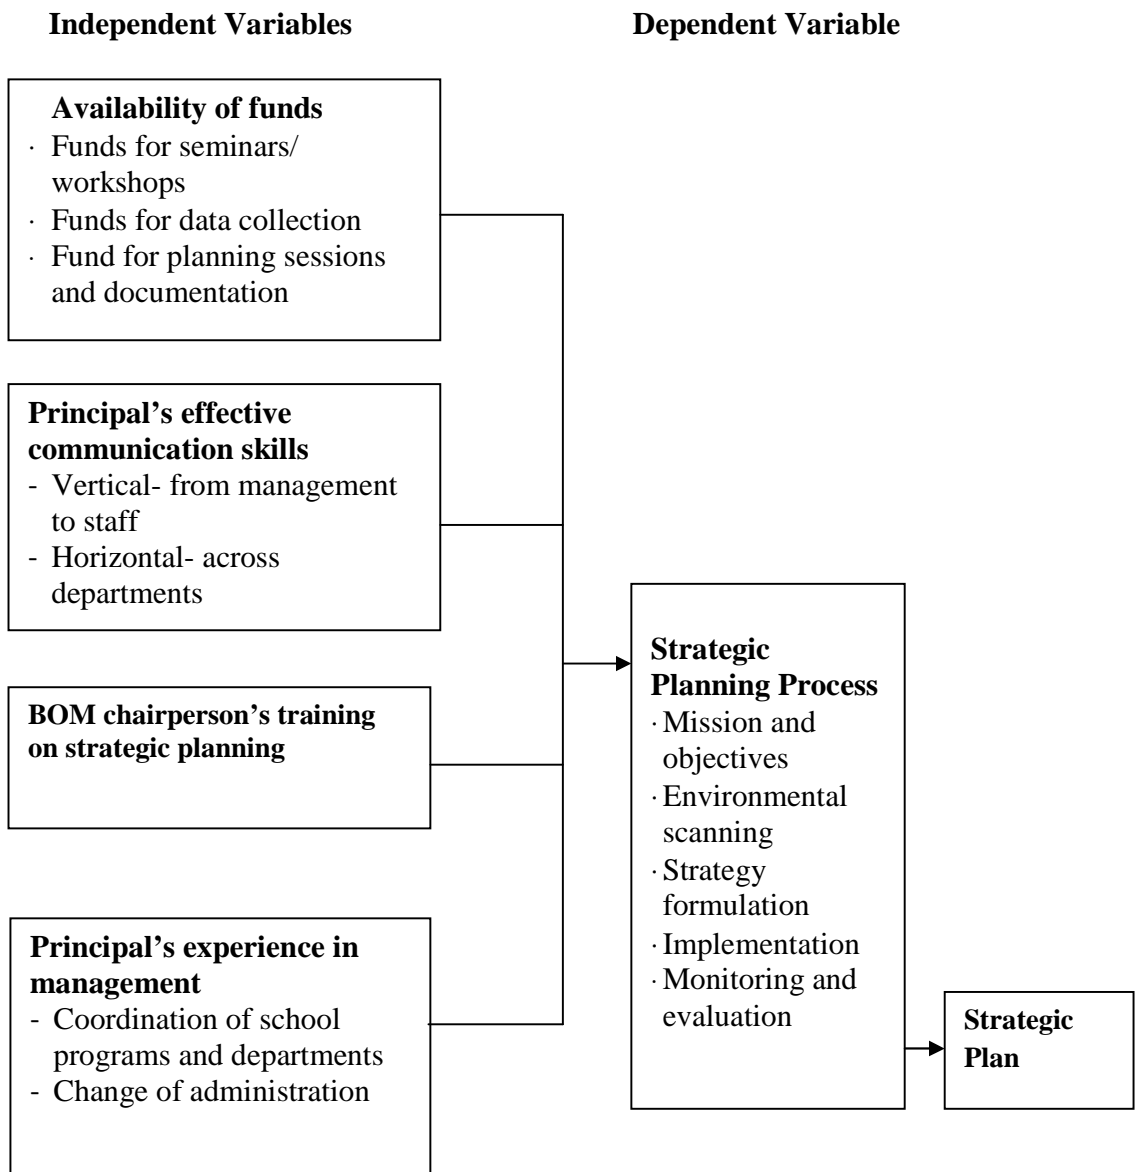 Independent Variables
Dependent Variable
Availability of funds
· Funds for seminars/
workshops
· Funds for data collection
· Fund for planning sessions
and documentation
Principal’s effective
communication skills
- Vertical- from management
to staff
- Horizontal- across
departments
BOM chairperson’s training
on strategic planning
Principal’s experience in
management
- Coordination of school
programs and departments
- Change of administration
Strategic
Planning Process
· Mission and
objectives
· Environmental
scanning
· Strategy
formulation
· Implementation
· Monitoring and
evaluation
Strategic
Plan